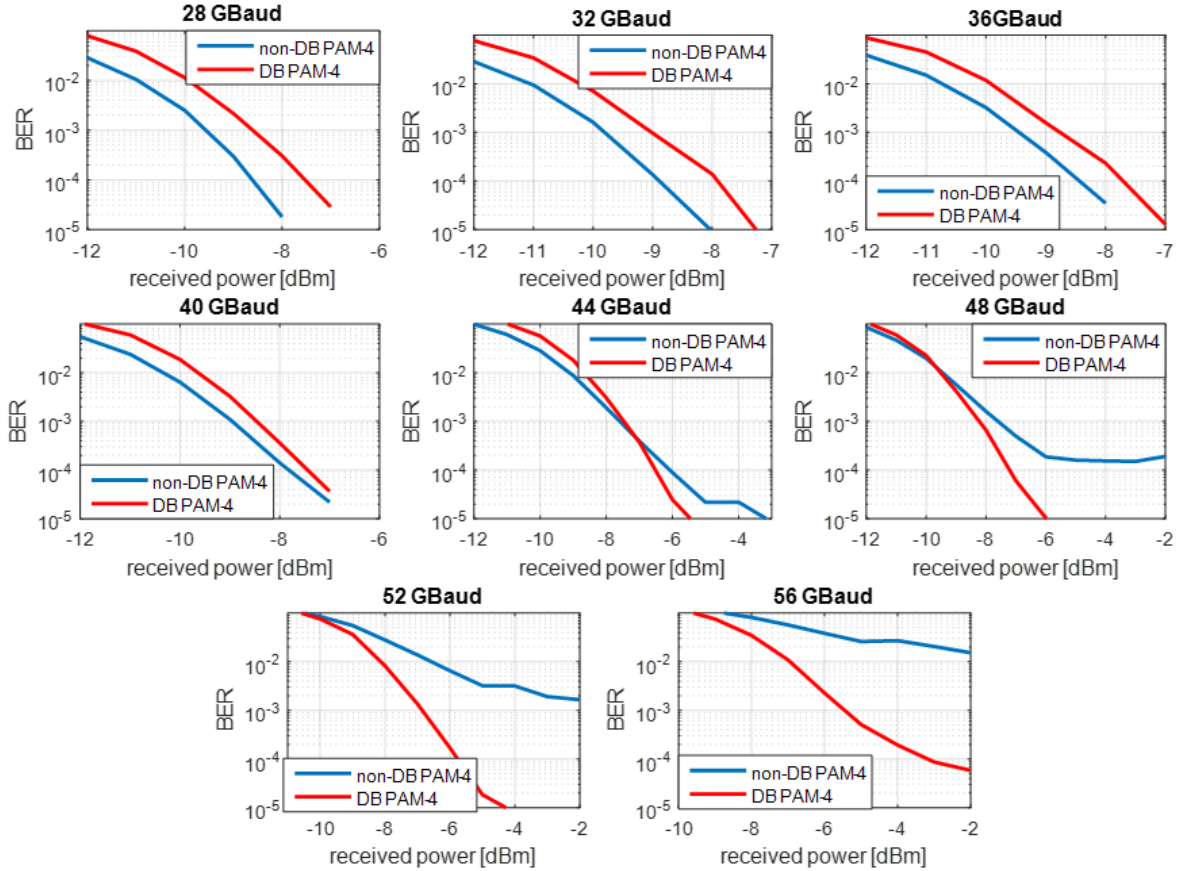 28 GBaud
non-DB PAM-4
DB PAM-4
BER
10-2
10-3
10-4
10-5
-12 -10 -8 -6
received power [dBm]
32 GBaud
non-DB PAM-4
DB PAM-4
BER
10-2
10-3
10-4
10-5
-12 -11 -10 -9 -8 -7
received power [dBm]
36GBaud
non-DB PAM-4
DB PAM-4
BER
10-2
10-3
10-4
10-5
-12 -11 -10 -9 -8 -7
received power [dBm]
40 GBaud
non-DB PAM-4
DB PAM-4
BER
10-2
10-3
10-4
10-5
-12 -10 -8 -6
received power [dBm]
44 GBaud
non-DB PAM-4
DB PAM-4
BER
10-2
10-3
10-4
10-5
-12 -10 -8 -6 -4
received power [dBm]
48 GBaud
non-DB PAM-4
DB PAM-4
BER
10-2
10-3
10-4
10-5
-12 -10 -8 -6 -4 -2
received power [dBm]
52 GBaud
non-DB PAM-4
DB PAM-4
BER
10-2
10-3
10-4
10-5
-10 -8 -6 -4 -2
received power [dBm]
56 GBaud
non-DB PAM-4
DB PAM-4
BER
10-2
10-3
10-4
10-5
-10 -8 -6 -4 -2
received power [dBm]